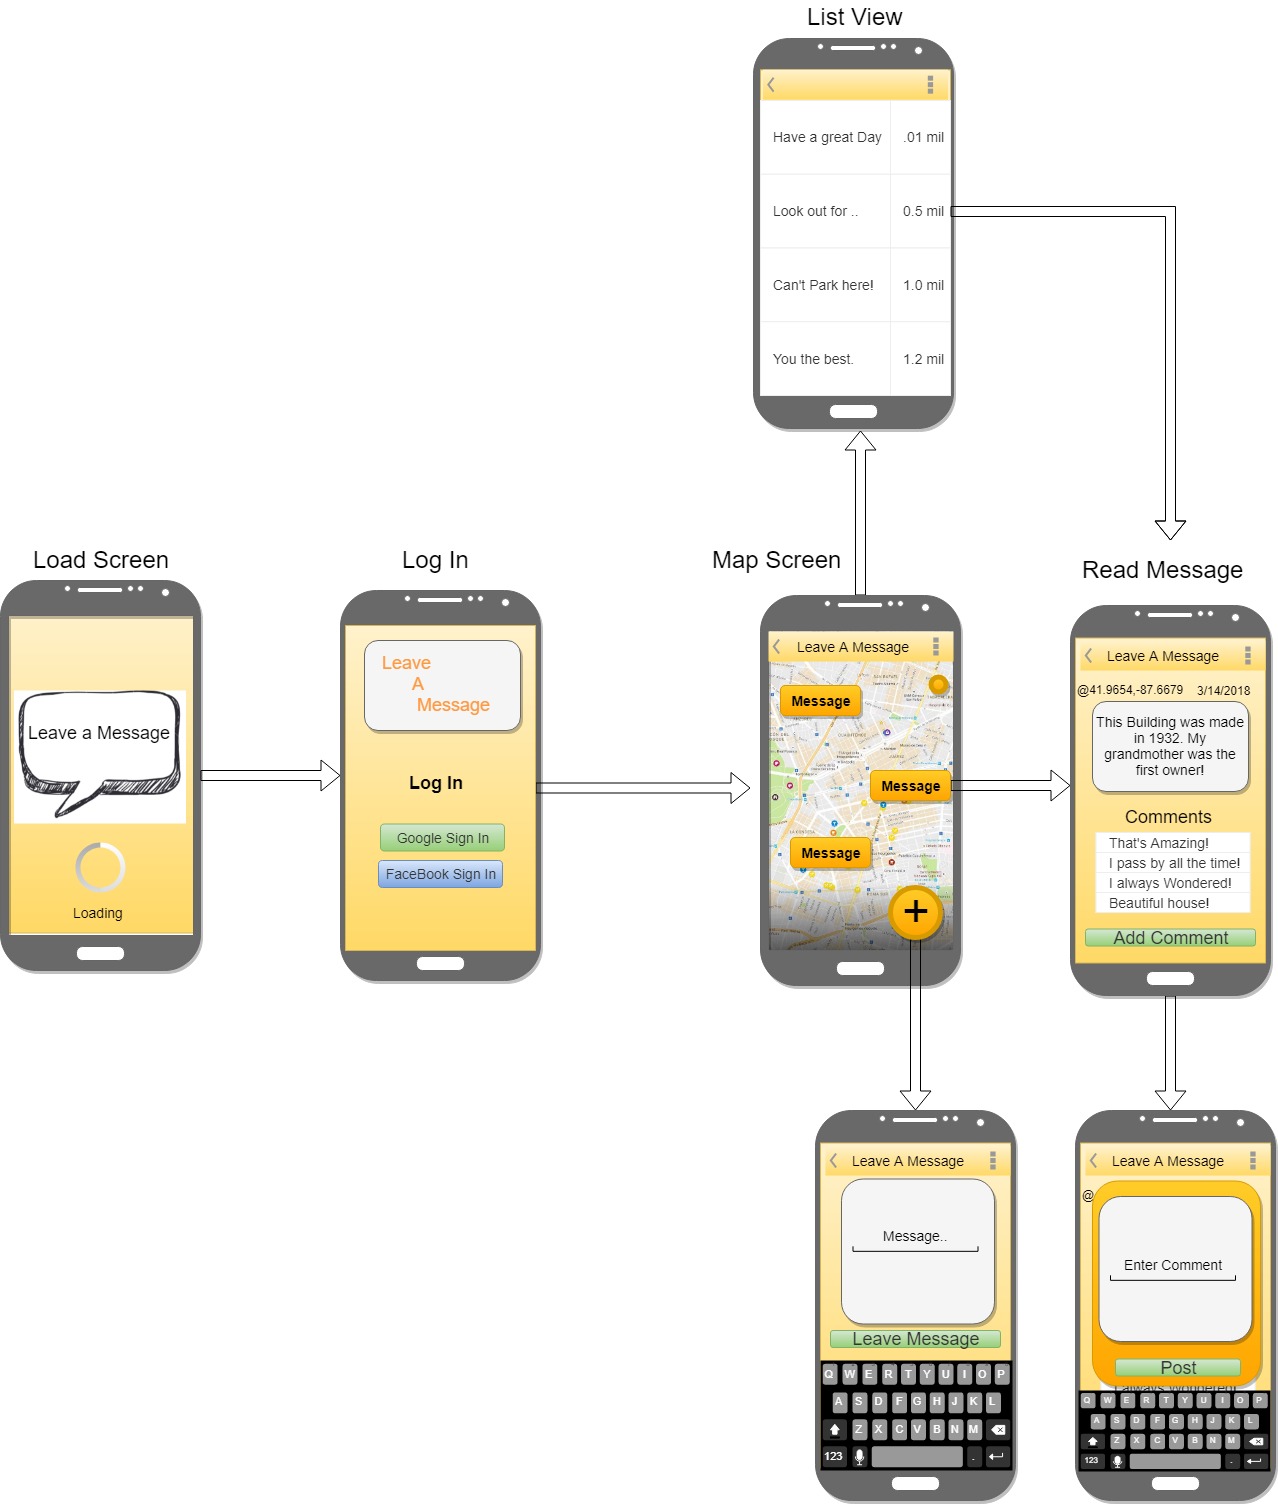 List View
Have a great Day
.01 mil
Look out for ..
0.5 mil
Can't Park here!
1.0 mil
You the best.
1.2 mil
Load Screen
Leave a Message
Loading
Log In
Leave
A
Message
Log In
Google Sign In
FaceBook Sign In
Map Screen
Leave A Message
Message
Message
Message
+
Read Message
Leave A Message
@41.9654,-87.6679
3/14/2018
This Building was made
in 1932. My
grandmother was the
first owner!
Comments
That's Amazing!
I pass by all the time!
I always Wondered!
Beautiful house!
Add Comment
Leave A Message
Message..
Leave Message
Q W E R T Y U I O P
A S D F G H J K L
Z X C V B N M
123 .
Leave A Message
@
Enter Comment
Post
I always Wondered!
Q W E R T Y U I O P
A S D F G H J K L
Z X C V B N M
123 .